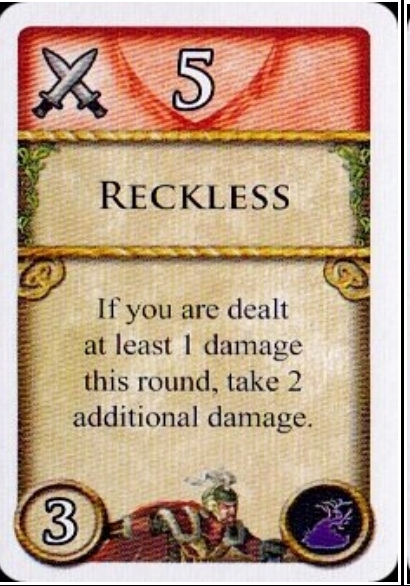 5
RECKLESS
If you are dealt
at least 1 damage
this round, take 2
additional damage.
3